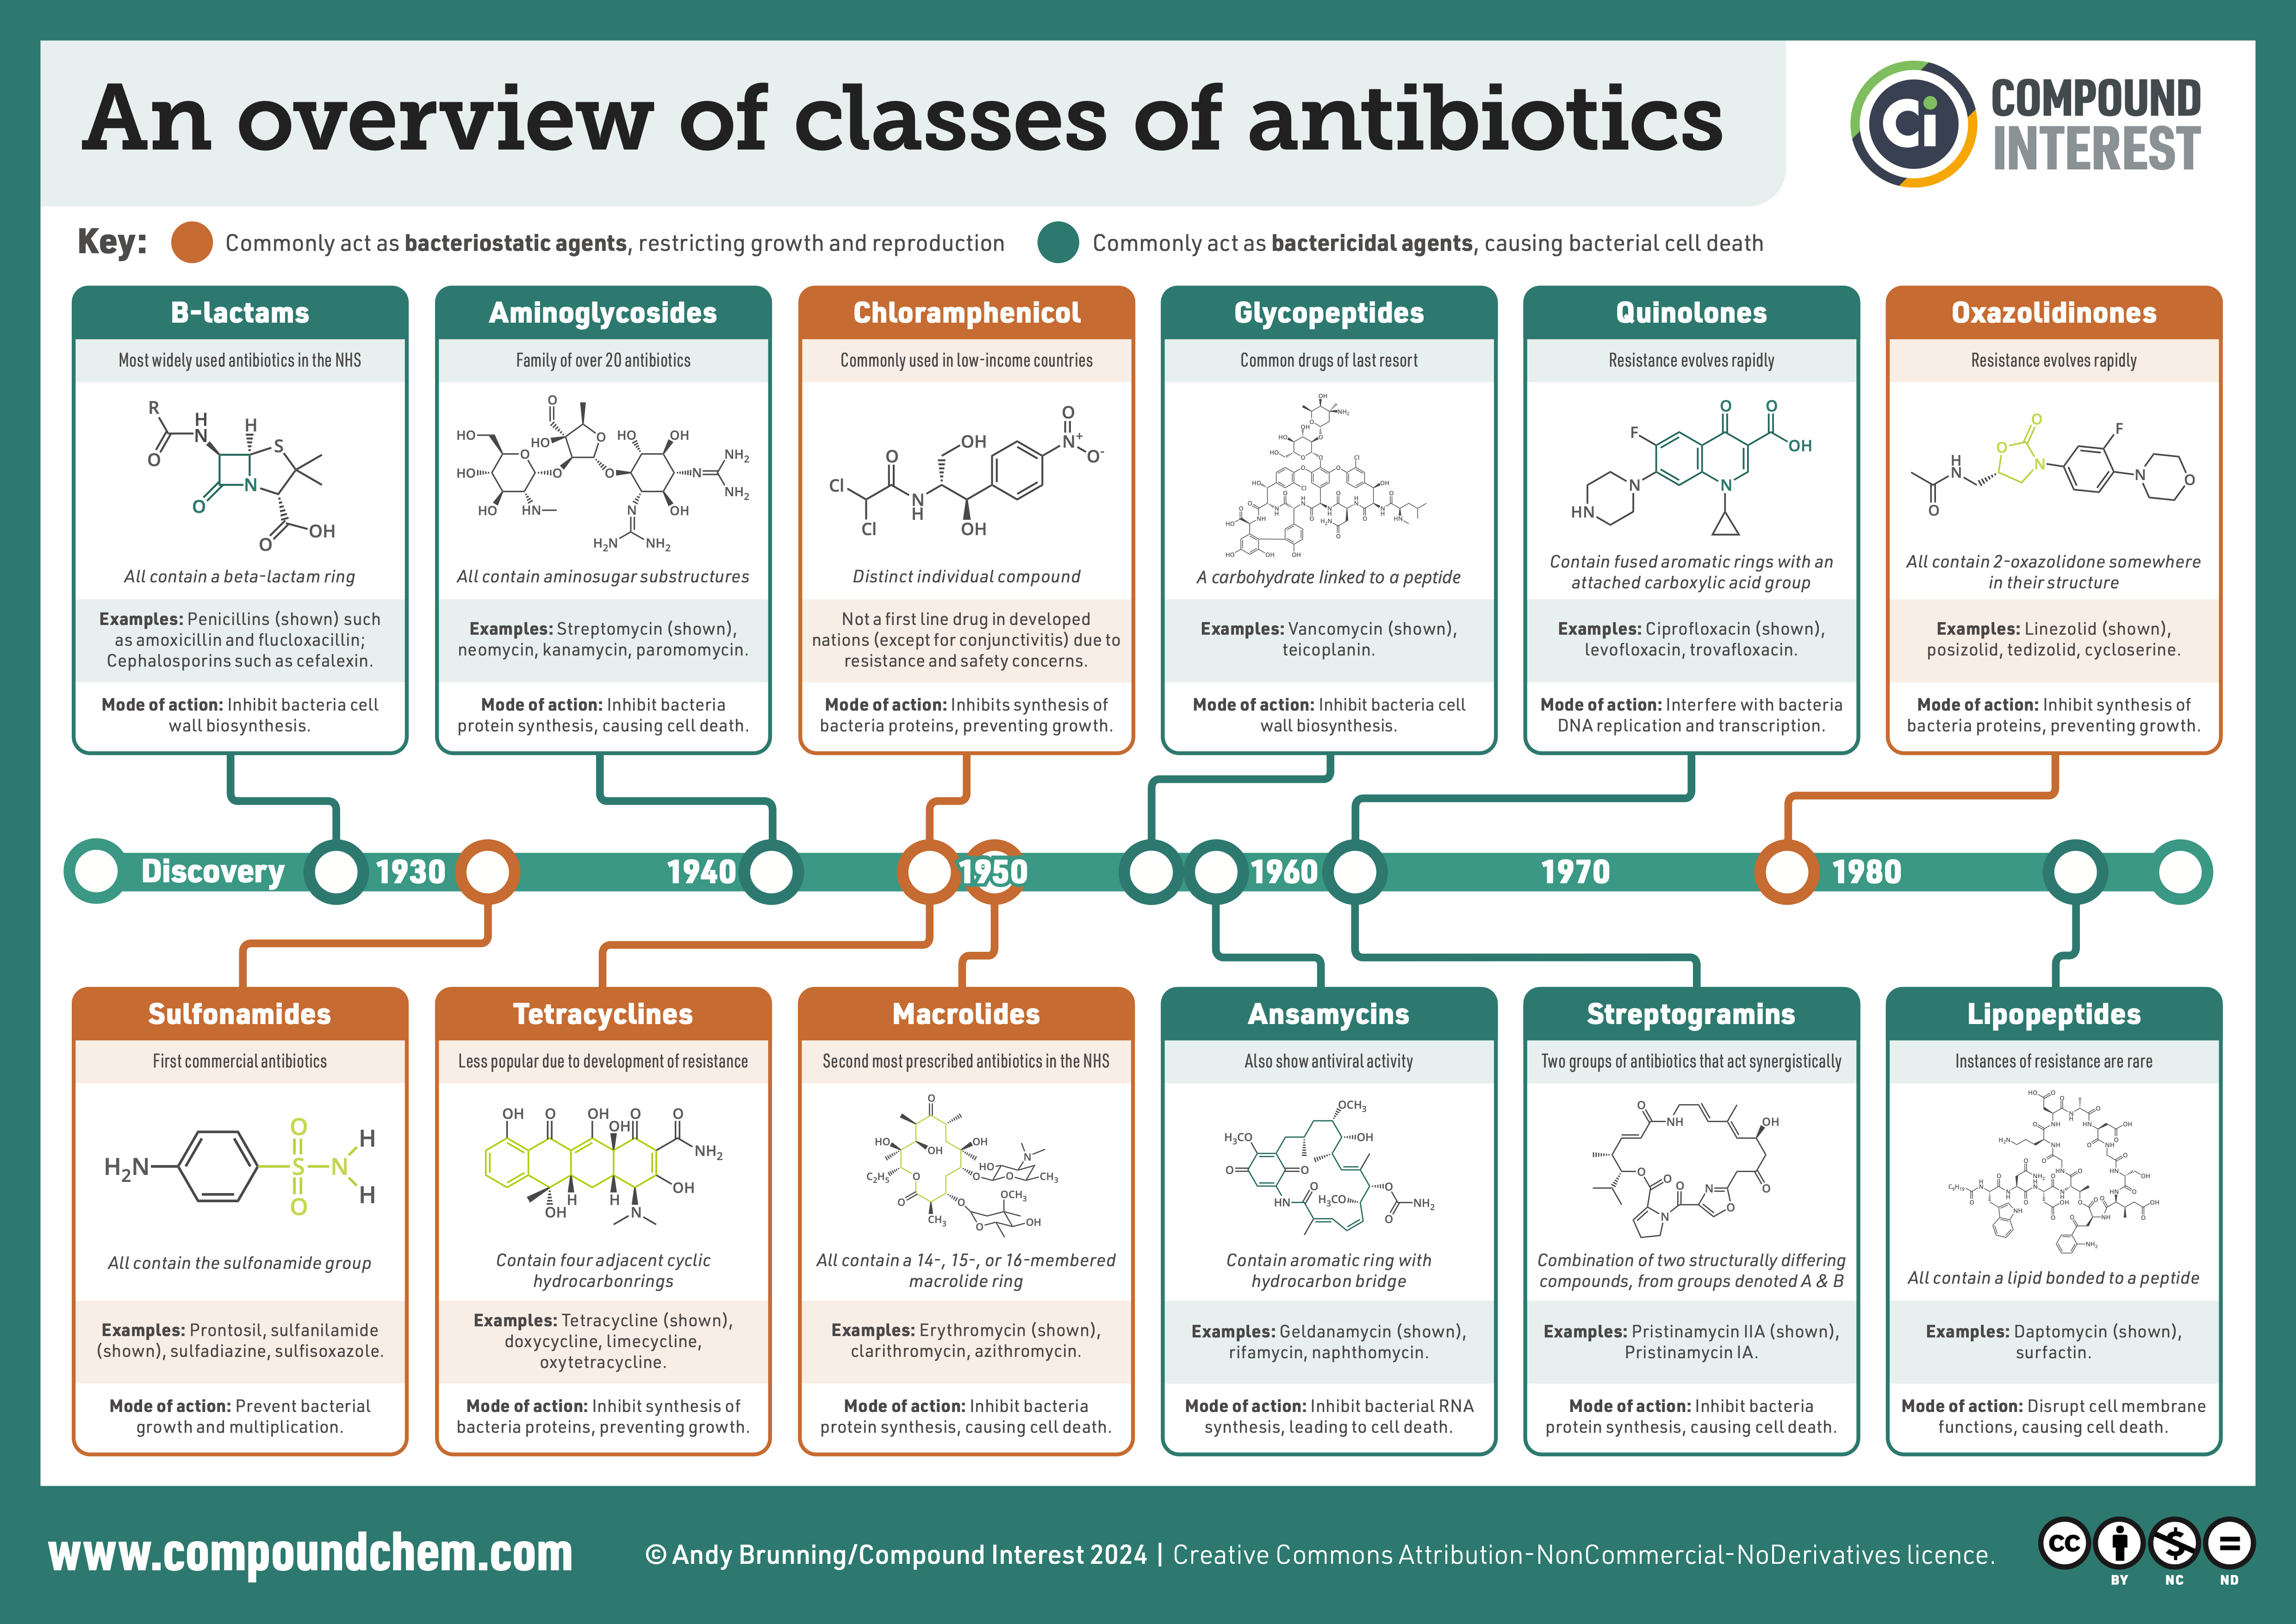 An overview of classes of antibiotics
Ci
COMPOUND
INTEREST
Key:
Commonly act as bacteriostatic agents, restricting growth and reproduction
Commonly act as bactericidal agents, causing bacterial cell death
B-lactams
Most widely used antibiotics in the NHS
All contain a beta-lactam ring
Examples: Penicillins (shown) such
as amoxicillin and flucloxacillin;
Cephalosporins such as cefalexin.
Mode of action: Inhibit bacteria cell
wall biosynthesis.
Aminoglycosides
Family of over 20 antibiotics
All contain aminosugar substructures
Examples: Streptomycin (shown),
neomycin, kanamycin, paromomycin.
Mode of action: Inhibit bacteria
protein synthesis, causing cell death.
Chloramphenicol
Commonly used in low-income countries
Distinct individual compound
Not a first line drug in developed
nations (except for conjunctivitis) due to
resistance and safety concerns.
Mode of action: Inhibits synthesis of
bacteria proteins, preventing growth.
Glycopeptides
Common drugs of last resort
A carbohydrate linked to a peptide
Examples: Vancomycin (shown),
teicoplanin.
Mode of action: Inhibit bacteria cell
wall biosynthesis.
Quinolones
Resistance evolves rapidly
Contain fused aromatic rings with an
attached carboxylic acid group
Examples: Ciprofloxacin (shown),
levofloxacin, trovafloxacin.
Mode of action: Interfere with bacteria
DNA replication and transcription.
Oxazolidinones
Resistance evolves rapidly
All contain 2-oxazolidone somewhere
in their structure
Examples: Linezolid (shown),
posizolid, tedizolid, cycloserine.
Mode of action: Inhibit synthesis of
bacteria proteins, preventing growth.
Discovery 1930 1940 1950 1960 1970 1980
Sulfonamides
First commercial antibiotics
All contain the sulfonamide group
Examples: Prontosil, sulfanilamide
(shown), sulfadiazine, sulfisoxazole.
Mode of action: Prevent bacterial
growth and multiplication.
Tetracyclines
Less popular due to development of resistance
Contain four adjacent cyclic
hydrocarbonrings
Examples: Tetracycline (shown),
doxycycline, limecycline,
oxytetracycline.
Mode of action: Inhibit synthesis of
bacteria proteins, preventing growth.
Macrolides
Second most prescribed antibiotics in the NHS
All contain a 14-, 15-, or 16-membered
macrolide ring
Examples: Erythromycin (shown),
clarithromycin, azithromycin.
Mode of action: Inhibit bacteria
protein synthesis, causing cell death.
Ansamycins
Also show antiviral activity
Contain aromatic ring with
hydrocarbon bridge
Examples: Geldanamycin (shown),
rifamycin, naphthomycin.
Mode of action: Inhibit bacterial RNA
synthesis, leading to cell death.
Streptogramins
Two groups of antibiotics that act synergistically
Combination of two structurally differing
compounds, from groups denoted A & B
Examples: Pristinamycin IIA (shown),
Pristinamycin IA.
Mode of action: Inhibit bacteria
protein synthesis, causing cell death.
Lipopeptides
Instances of resistance are rare
All contain a lipid bonded to a peptide
Examples: Daptomycin (shown),
surfactin.
Mode of action: Disrupt cell membrane
functions, causing cell death.
www.compoundchem.com
© Andy Brunning/Compound Interest 2024 | Creative Commons Attribution-NonCommercial-NoDerivatives licence.
CC
BY NC ND